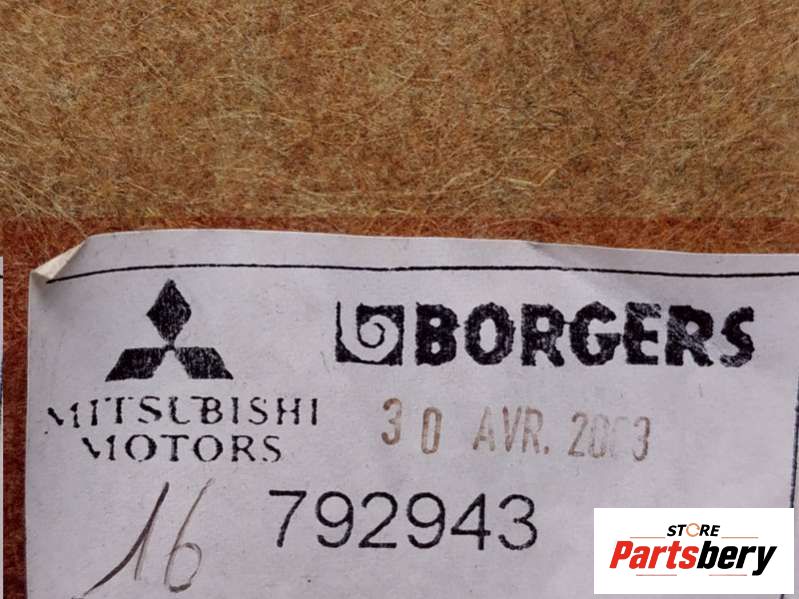 BORGERS
MITSUBISHI
MOTORS
30 AVR. 2003
16
792943
STORE
Partsbery